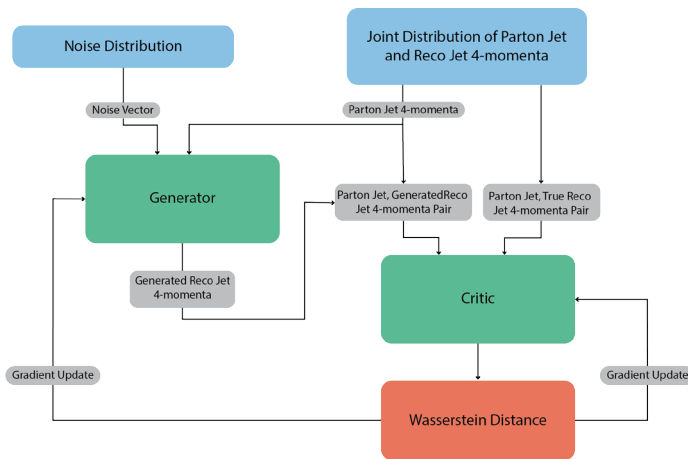 Noise Distribution
Joint Distribution of Parton Jet
and Reco Jet 4-momenta
Noise Vector
Parton Jet 4-momenta
Generator
Parton Jet, GeneratedReco
Jet 4-momenta Pair
Parton Jet, True Reco
Jet 4-momenta Pair
Generated Reco Jet
4-momenta
Critic
Gradient Update
Gradient Update
Wasserstein Distance